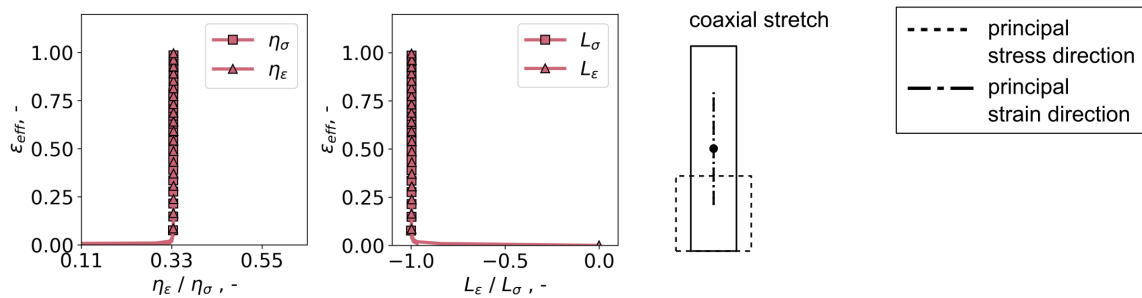 1.00
0.75
0.50
0.25
0.00
ε_eff, -
0.11
0.33
0.55
η_ε / η_σ , -
η_σ
η_ε
1.00
0.75
0.50
0.25
0.00
ε_eff, -
-1.0
-0.5
0.0
L_ε / L_σ , -
L_σ
L_ε
coaxial stretch
principal
stress direction
principal
strain direction